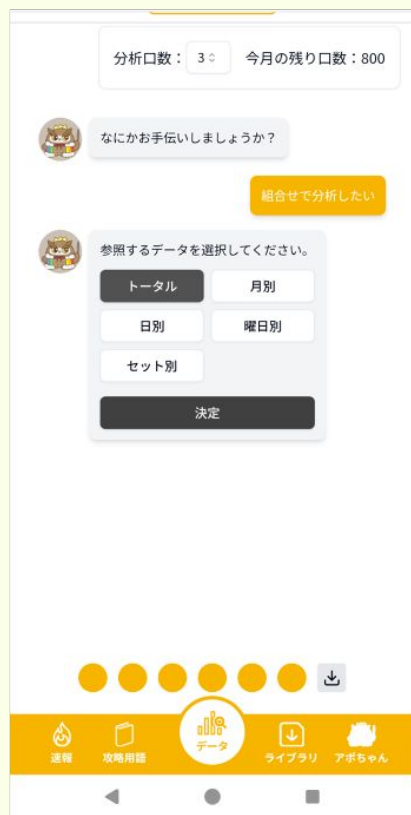 分析口数： 3 今月の残り口数：800
なにかお手伝いしましょうか？
組合せで分析したい
参照するデータを選択してください。
トータル 月別
日別 曜日別
セット別
決定
速報 攻略用語 データ ライブラリ アポちゃん